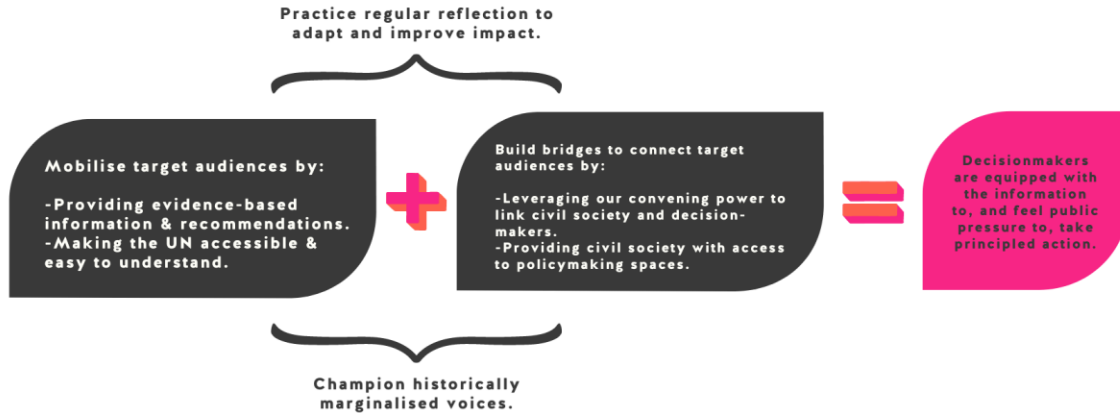 Practice regular reflection to
adapt and improve impact.
Mobilise target audiences by:
-Providing evidence-based
information & recommendations.
-Making the UN accessible &
easy to understand.
Build bridges to connect target
audiences by:
-Leveraging our convening power to
link civil society and decision-
makers.
-Providing civil society with access
to policymaking spaces.
Decisionmakers
are equipped with
the information
to, and feel public
pressure to, take
principled action.
Champion historically
marginalised voices.